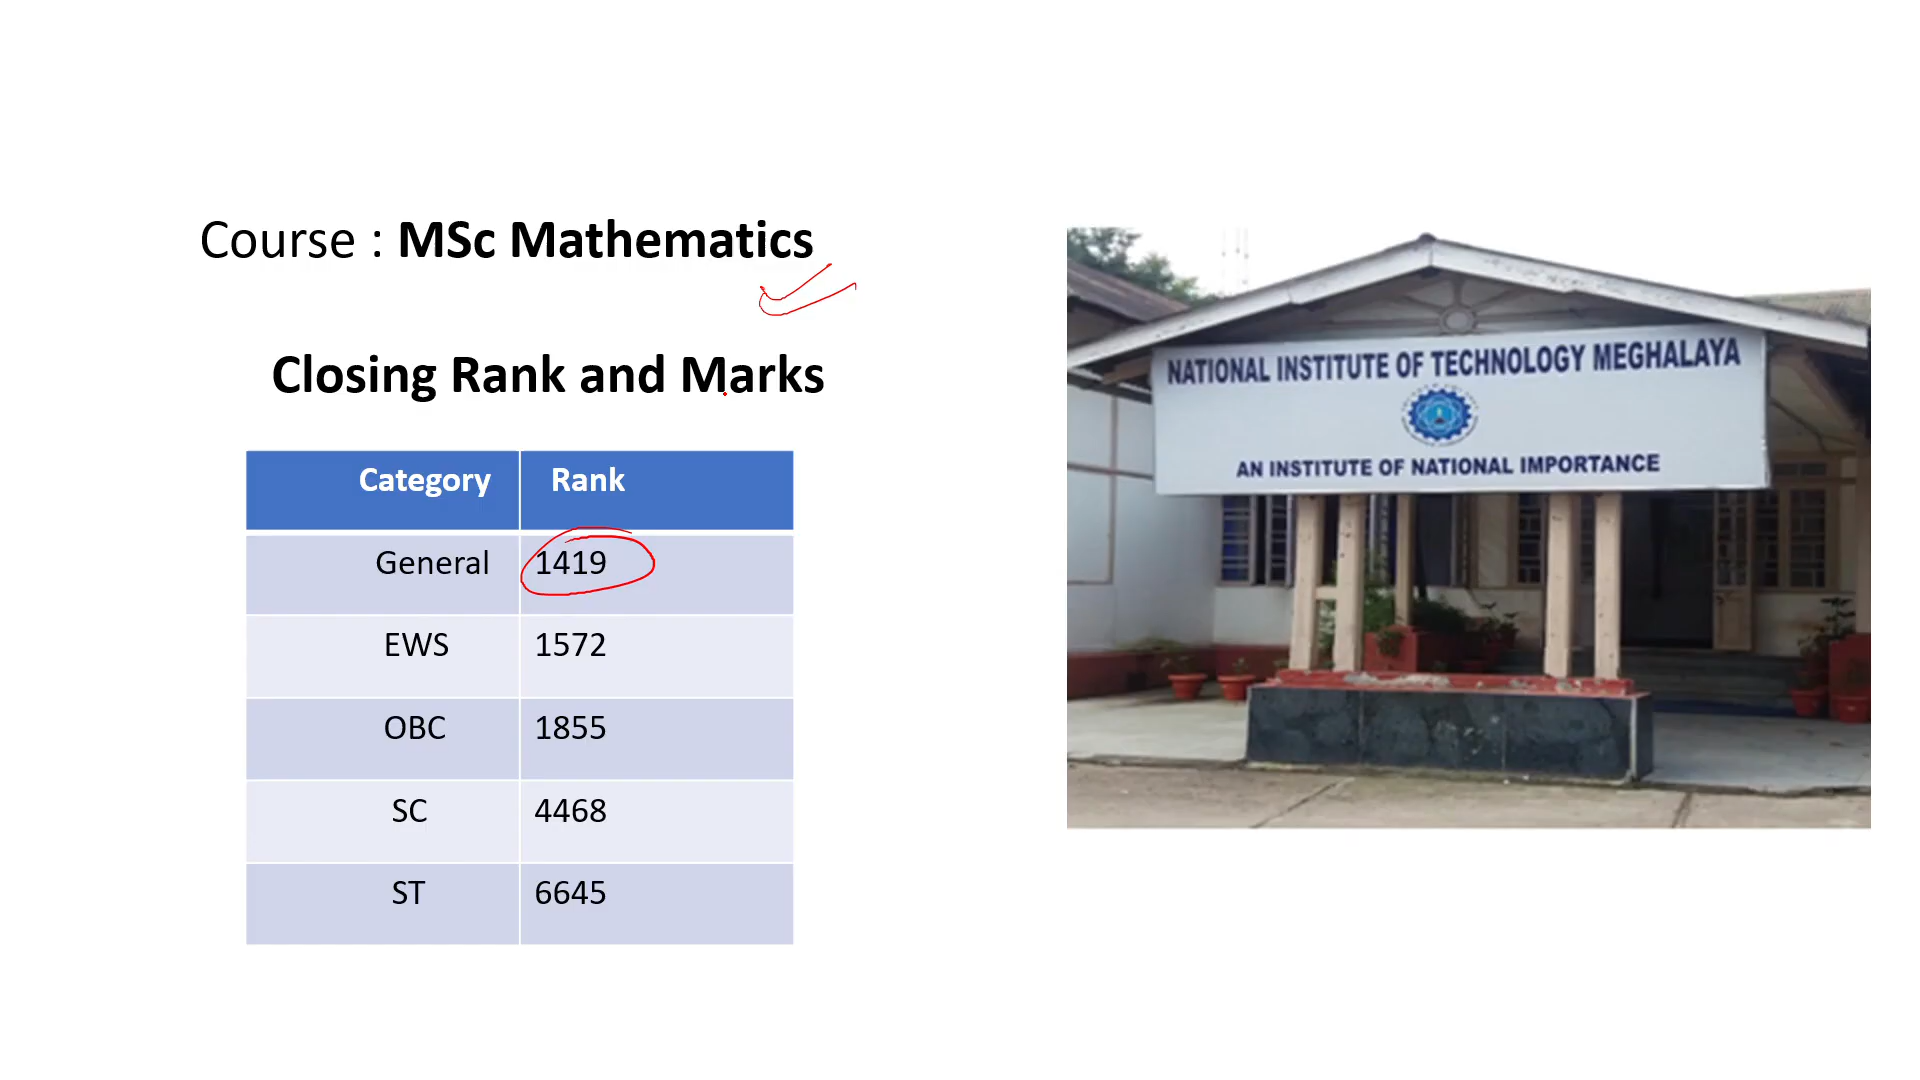 Course : MSc Mathematics
Closing Rank and Marks
Category Rank
General 1419
EWS 1572
OBC 1855
SC 4468
ST 6645
NATIONAL INSTITUTE OF TECHNOLOGY MEGHALAYA
AN INSTITUTE OF NATIONAL IMPORTANCE